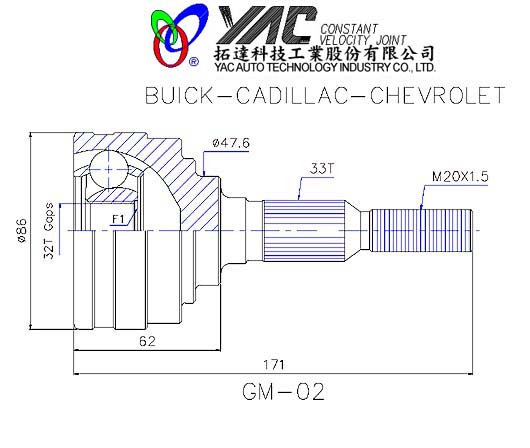 YAC CONSTANT
VELOCITY JOINT
®
拓達科技工業股份有限公司
YAC AUTO TECHNOLOGY INDUSTRY CO., LTD.
BUICK-CADILLAC-CHEVROLET
ø47.6
33T
M20X1.5
F1
ø86
32T Gaps
62
171
GM-02